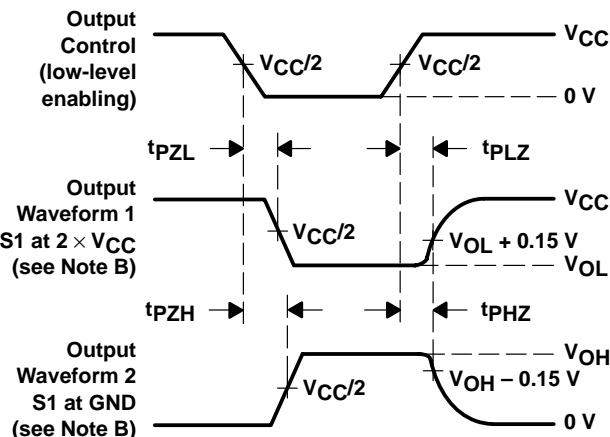 Output
Control
(low-level
enabling)
VCC/2
VCC/2
VCC
0 V
tPZL
tPLZ
Output
Waveform 1
S1 at 2 × VCC
(see Note B)
VCC/2
VCC
VOL + 0.15 V
VOL
tPZH
tPHZ
Output
Waveform 2
S1 at GND
(see Note B)
VCC/2
VOH
VOH – 0.15 V
0 V